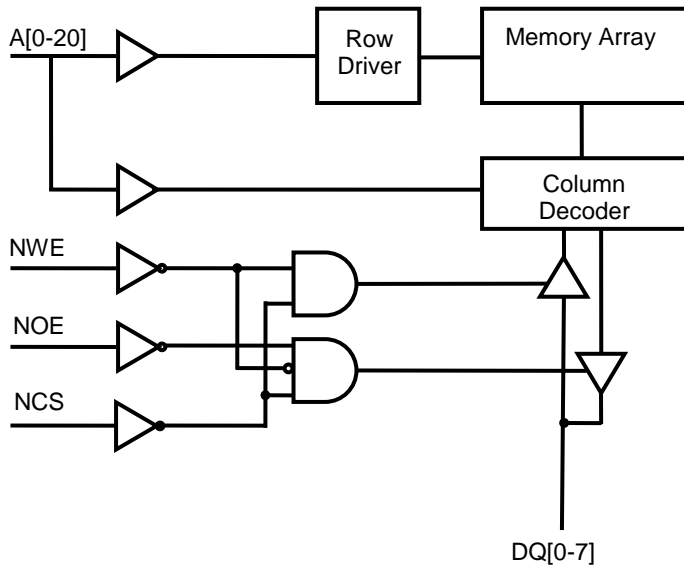 A[0-20]
Row
Driver
Memory Array
Column
Decoder
NWE
NOE
NCS
DQ[0-7]